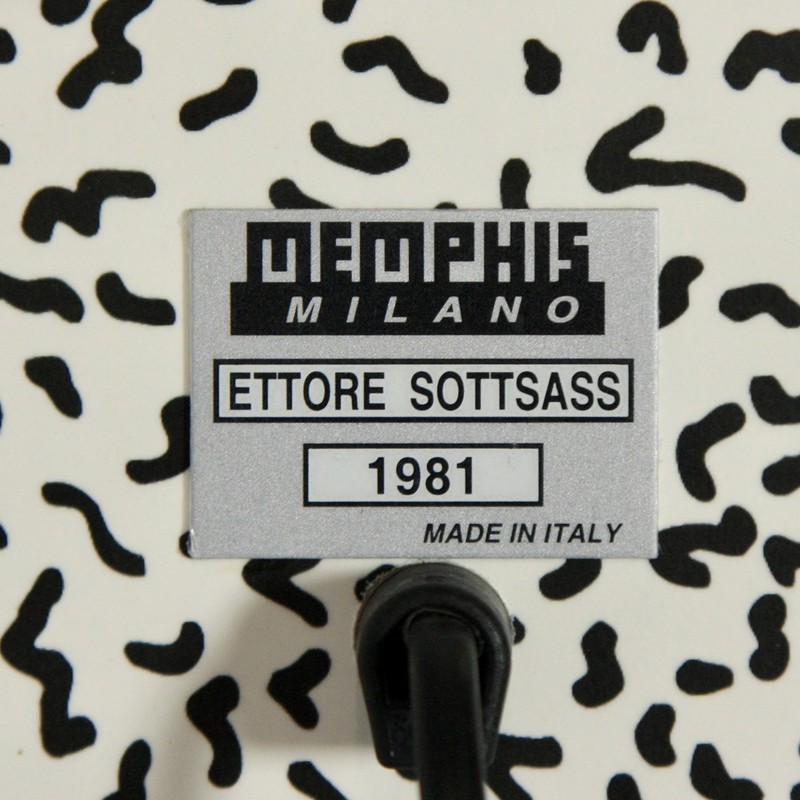 MEMPHIS
MILANO
ETTORE SOTTSASS
1981
MADE IN ITALY